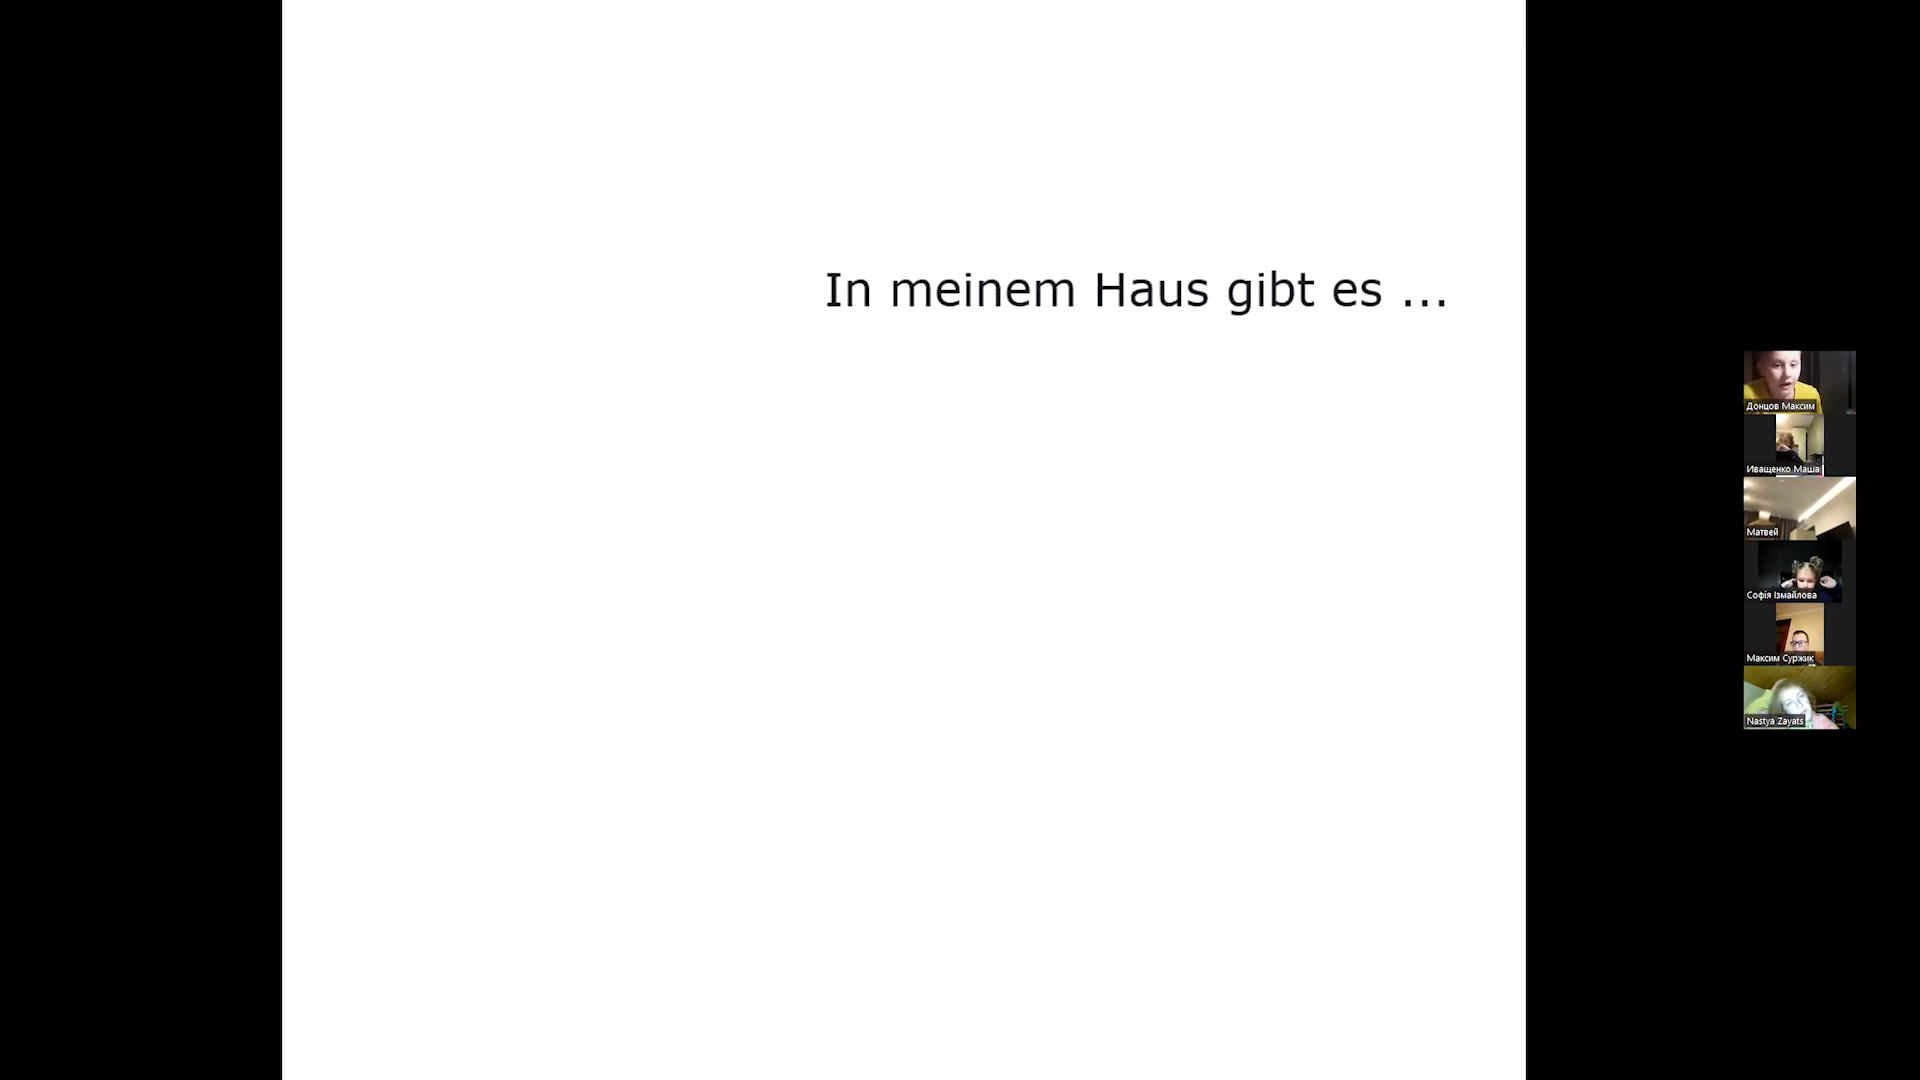 In meinem Haus gibt es ...
Донцов Максим
Иващенко Маша
Матвей
Софія Ізмайлова
Максим Суржик
Nastya Zayats